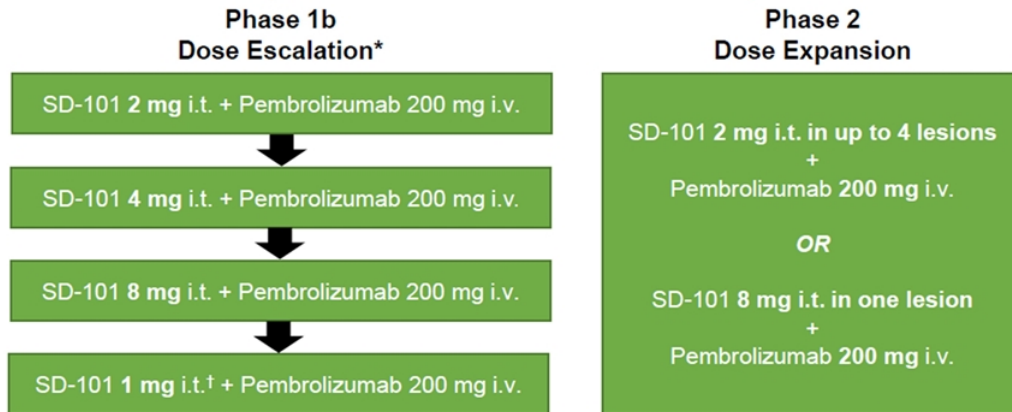 Phase 1b
Dose Escalation*
SD-101 2 mg i.t. + Pembrolizumab 200 mg i.v.
SD-101 4 mg i.t. + Pembrolizumab 200 mg i.v.
SD-101 8 mg i.t. + Pembrolizumab 200 mg i.v.
SD-101 1 mg i.t.† + Pembrolizumab 200 mg i.v.
Phase 2
Dose Expansion
SD-101 2 mg i.t. in up to 4 lesions
+
Pembrolizumab 200 mg i.v.
OR
SD-101 8 mg i.t. in one lesion
+
Pembrolizumab 200 mg i.v.